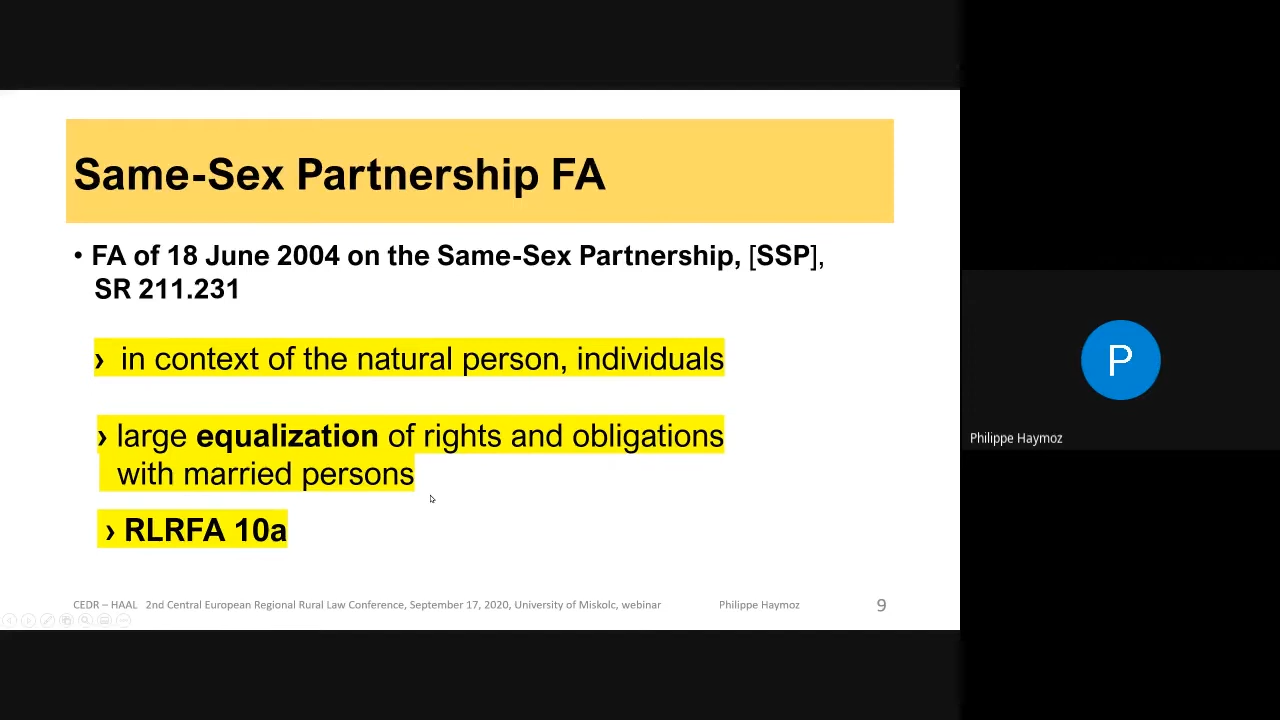 Same-Sex Partnership FA
• FA of 18 June 2004 on the Same-Sex Partnership, [SSP],
SR 211.231
› in context of the natural person, individuals
› large equalization of rights and obligations
with married persons
› RLRFA 10a
CEDR – HAAL 2nd Central European Regional Rural Law Conference, September 17, 2020, University of Miskolc, webinar Philippe Haymoz 9
P
Philippe Haymoz